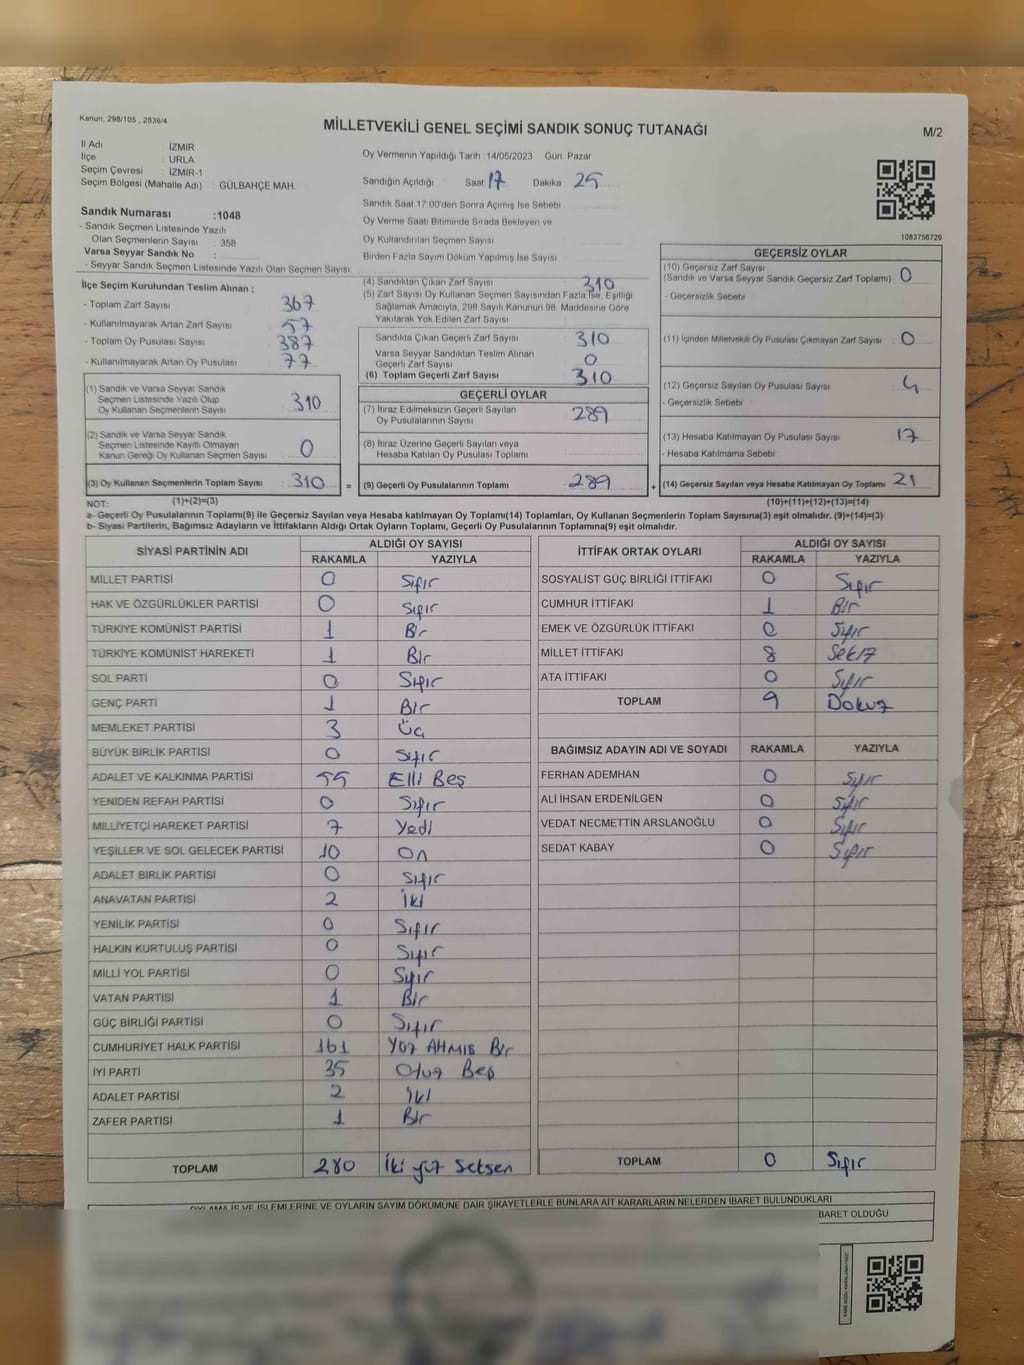 Kanun: 298/105 , 2839/4
MİLLETVEKİLİ GENEL SEÇİMİ SANDIK SONUÇ TUTANAĞI
M/2
İl Adı : İZMİR
İlçe : URLA
Seçim Çevresi : İZMİR-1
Seçim Bölgesi (Mahalle Adı) : GÜLBAHÇE MAH.
Sandık Numarası :1048
- Sandık Seçmen Listesinde Yazılı
Olan Seçmenlerin Sayısı : 358
Varsa Seyyar Sandık No :
- Seyyar Sandık Seçmen Listesinde Yazılı Olan Seçmen Sayısı
Oy Vermenin Yapıldığı Tarih :14/05/2023 Gün: Pazar
Sandığın Açıldığı Saat 17 Dakika 25
Sandık Saat 17:00'den Sonra Açımış İse Sebebi
Oy Verme Saati Bitiminde Sırada Bekleyen ve
Oy Kullandırılan Seçmen Sayısı
Birden Fazla Sayım Döküm Yapılmış İse Sayısı
1083756729
İlçe Seçim Kurulundan Teslim Alınan ;
- Toplam Zarf Sayısı 367
- Kullanılmayarak Artan Zarf Sayısı 57
- Toplam Oy Pusulası Sayısı 387
- Kullanılmayarak Artan Oy Pusulası 77
(1) Sandık ve Varsa Seyyar Sandık
Seçmen Listesinde Yazılı Olup
Oy Kullanan Seçmenlerin Sayısı 310
(2) Sandık ve Varsa Seyyar Sandık
Seçmen Listesinde Kayıtlı Olmayan
Kanun Gereği Oy Kullanan Seçmen Sayısı : 0
(3) Oy Kullanan Seçmenlerin Toplam Sayısı : 310 =
(4) Sandıktan Çıkan Zarf Sayısı : 310
(5) Zarf Sayısı Oy Kullanan Seçmen Sayısından Fazla İse, Eşitliği
Sağlamak Amacıyla, 298 Sayılı Kanunun 98. Maddesine Göre
Yakılarak Yok Edilen Zarf Sayısı
Sandıkta Çıkan Geçerli Zarf Sayısı : 310
Varsa Seyyar Sandıktan Teslim Alınan
Geçerli Zarf Sayısı : 0
(6) Toplam Geçerli Zarf Sayısı : 310
GEÇERLİ OYLAR
(7) İtiraz Edilmeksizin Geçerli Sayılan
Oy Pusulalarının Sayısı : 289
(8) İtiraz Üzerine Geçerli Sayılan veya
Hesaba Katılan Oy Pusulası Toplamı
(9) Geçerli Oy Pusulalarının Toplamı : 289 +
GEÇERSİZ OYLAR
(10) Geçersiz Zarf Sayısı
(Sandık ve Varsa Seyyar Sandık Geçersiz Zarf Toplamı) : 0
- Geçersizlik Sebebi :
(11) İçinden Milletvekili Oy Pusulası Çıkmayan Zarf Sayısı : 0
(12) Geçersiz Sayılan Oy Pusulası Sayısı : 4
- Geçersizlik Sebebi :
(13) Hesaba Katılmayan Oy Pusulası Sayısı : 17
- Hesaba Katılmama Sebebi :
(14) Geçersiz Sayılan veya Hesaba Katılmayan Oy Toplamı : 21
NOT: (1)+(2)=(3) (10)+(11)+(12)+(13)=(14)
a- Geçerli Oy Pusulalarının Toplamı(9) ile Geçersiz Sayılan veya Hesaba Katılmayan Oy Toplamı(14) Toplamları, Oy Kullanan Seçmenlerin Toplam Sayısına(3) eşit olmalıdır. (9)+(14)=(3)
b- Siyasi Partilerin, Bağımsız Adayların ve İttifakların Aldığı Ortak Oyların Toplamı, Geçerli Oy Pusulalarının Toplamına(9) eşit olmalıdır.
SİYASİ PARTİNİN ADI ALDIĞI OY SAYISI
RAKAMLA YAZIYLA
MİLLET PARTİSİ 0 Sıfır
HAK VE ÖZGÜRLÜKLER PARTİSİ 0 Sıfır
TÜRKİYE KOMÜNİST PARTİSİ 1 Bir
TÜRKİYE KOMÜNİST HAREKETİ 1 Bir
SOL PARTİ 0 Sıfır
GENÇ PARTİ 1 Bir
MEMLEKET PARTİSİ 3 Üç
BÜYÜK BİRLİK PARTİSİ 0 Sıfır
ADALET VE KALKINMA PARTİSİ 55 Elli Beş
YENİDEN REFAH PARTİSİ 0 Sıfır
MİLLİYETÇİ HAREKET PARTİSİ 7 Yedi
YEŞİLLER VE SOL GELECEK PARTİSİ 10 On
ADALET BİRLİK PARTİSİ 0 Sıfır
ANAVATAN PARTİSİ 2 İki
YENİLİK PARTİSİ 0 Sıfır
HALKIN KURTULUŞ PARTİSİ 0 Sıfır
MİLLİ YOL PARTİSİ 0 Sıfır
VATAN PARTİSİ 1 Bir
GÜÇ BİRLİĞİ PARTİSİ 0 Sıfır
CUMHURİYET HALK PARTİSİ 161 Yüz AHMIŞ Bir
İYİ PARTİ 35 Otuz Beş
ADALET PARTİSİ 2 İki
ZAFER PARTİSİ 1 Bir
TOPLAM 280 İki yüz Seksen
İTTİFAK ORTAK OYLARI ALDIĞI OY SAYISI
RAKAMLA YAZIYLA
SOSYALİST GÜÇ BİRLİĞİ İTTİFAKI 0 Sıfır
CUMHUR İTTİFAKI 1 Bir
EMEK VE ÖZGÜRLÜK İTTİFAKI 0 Sıfır
MİLLET İTTİFAKI 8 Sekiz
ATA İTTİFAKI 0 Sıfır
TOPLAM 9 Dokuz
BAĞIMSIZ ADAYIN ADI VE SOYADI RAKAMLA YAZIYLA
FERHAN ADEMHAN 0 Sıfır
ALİ İHSAN ERDENİLGEN 0 Sıfır
VEDAT NECMETTİN ARSLANOĞLU 0 Sıfır
SEDAT KABAY 0 Sıfır
TOPLAM 0 Sıfır
İŞ VE İŞLEMLERİNE VE OYLARIN SAYIM DÖKÜMÜNE DAİR ŞİKAYETLERLE BUNLARA AİT KARARLARIN NELERDEN İBARET BULUNDUKLARI
BARET OLDUĞU